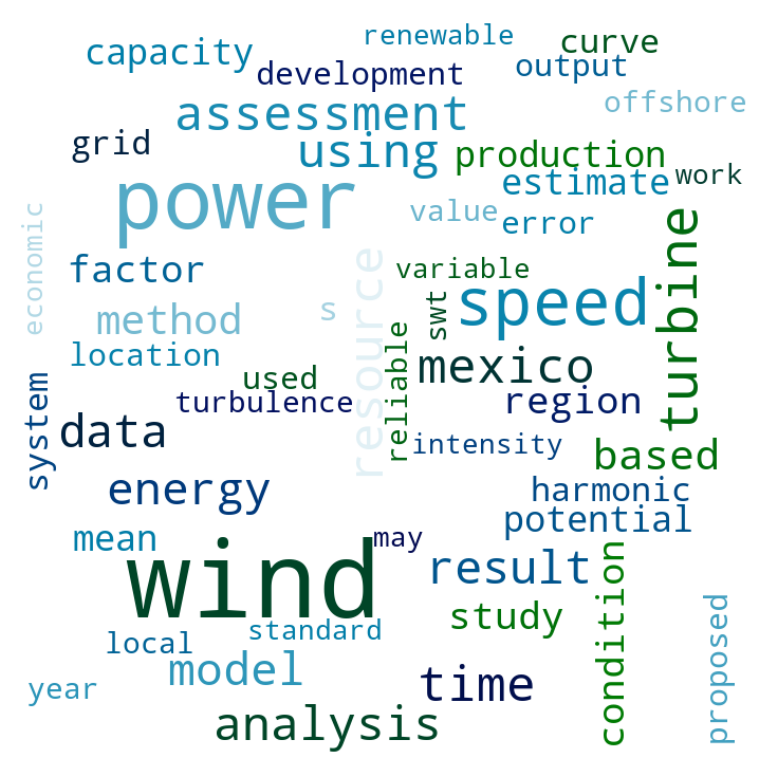 renewable
curve
capacity
development
output
assessment
offshore
grid
using
production
work
estimate
power
value
error
economic
factor
variable
turbine
method
s
resource
swt
speed
location
reliable
mexico
used
system
turbulence
region
data
intensity
based
energy
harmonic
potential
mean
may
wind
result
condition
study
standard
local
proposed
year
model
time
analysis